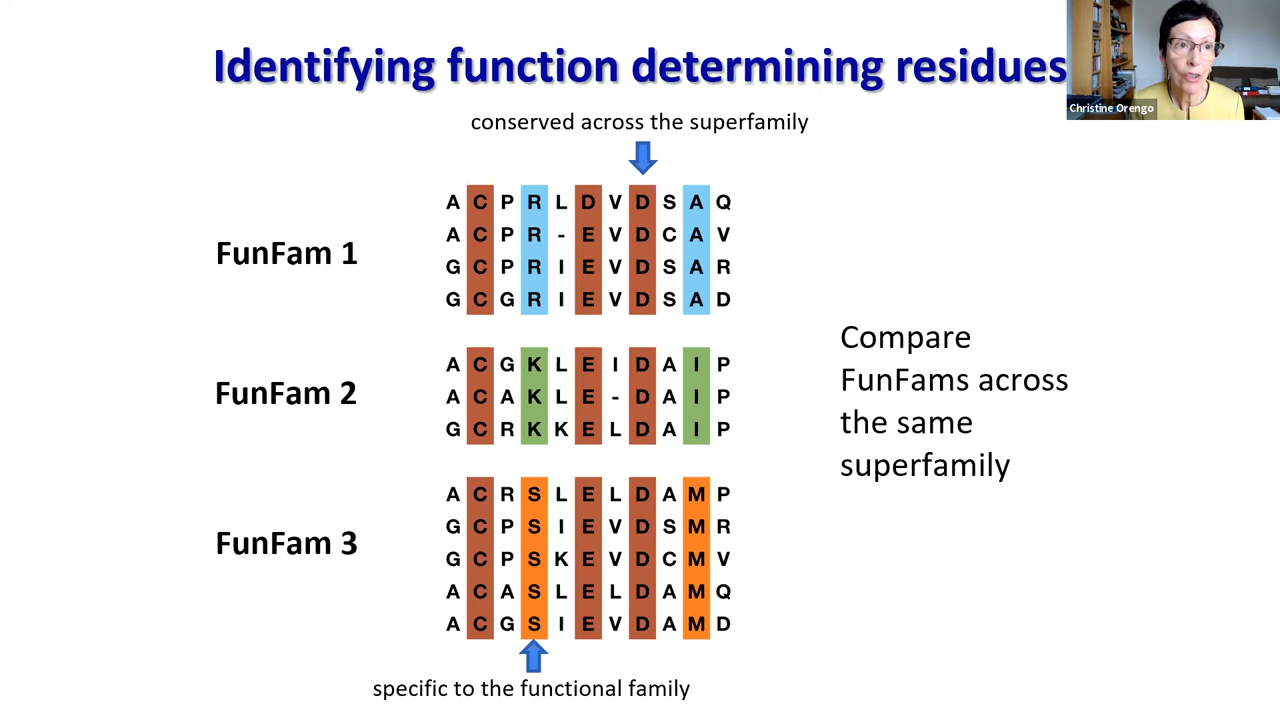 Identifying function determining residues
Christine Orengo
conserved across the superfamily
FunFam 1
A C P R L D V D S A Q
A C P R - E V D C A V
G C P R I E V D S A R
G C G R I E V D S A D
FunFam 2
A C G K L E I D A I P
A C A K L E - D A I P
G C R K K E L D A I P
FunFam 3
A C R S L E L D A M P
G C P S I E V D S M R
G C P S K E V D C M V
A C A S L E L D A M Q
A C G S I E V D A M D
specific to the functional family
Compare
FunFams across
the same
superfamily